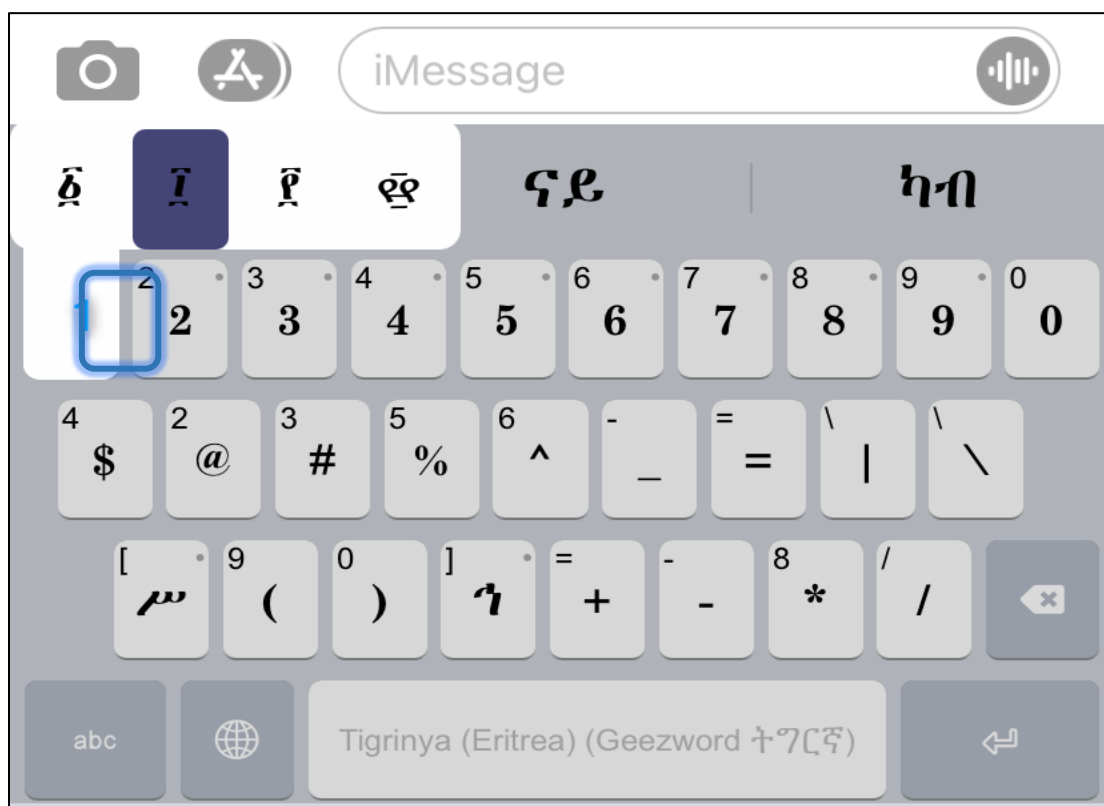 iMessage
፩ ፲ ፻ ፼ ናይ ካብ
1 2 2 3 3 4 4 5 5 6 6 7 7 8 8 9 9 0 0
4 $ 2 @ 3 # 5 % 6 ^ - _ = = \ | \ \
[ ሥ 9 ( 0 ) ] ኅ = + - - 8 * / /
abc Tigrinya (Eritrea) (Geezword ትግርኛ)